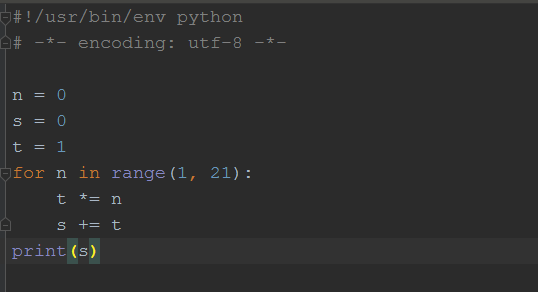 #!/usr/bin/env python
# -*- encoding: utf-8 -*-
n = 0
s = 0
t = 1
for n in range(1, 21):
    t *= n
    s += t
print(s)